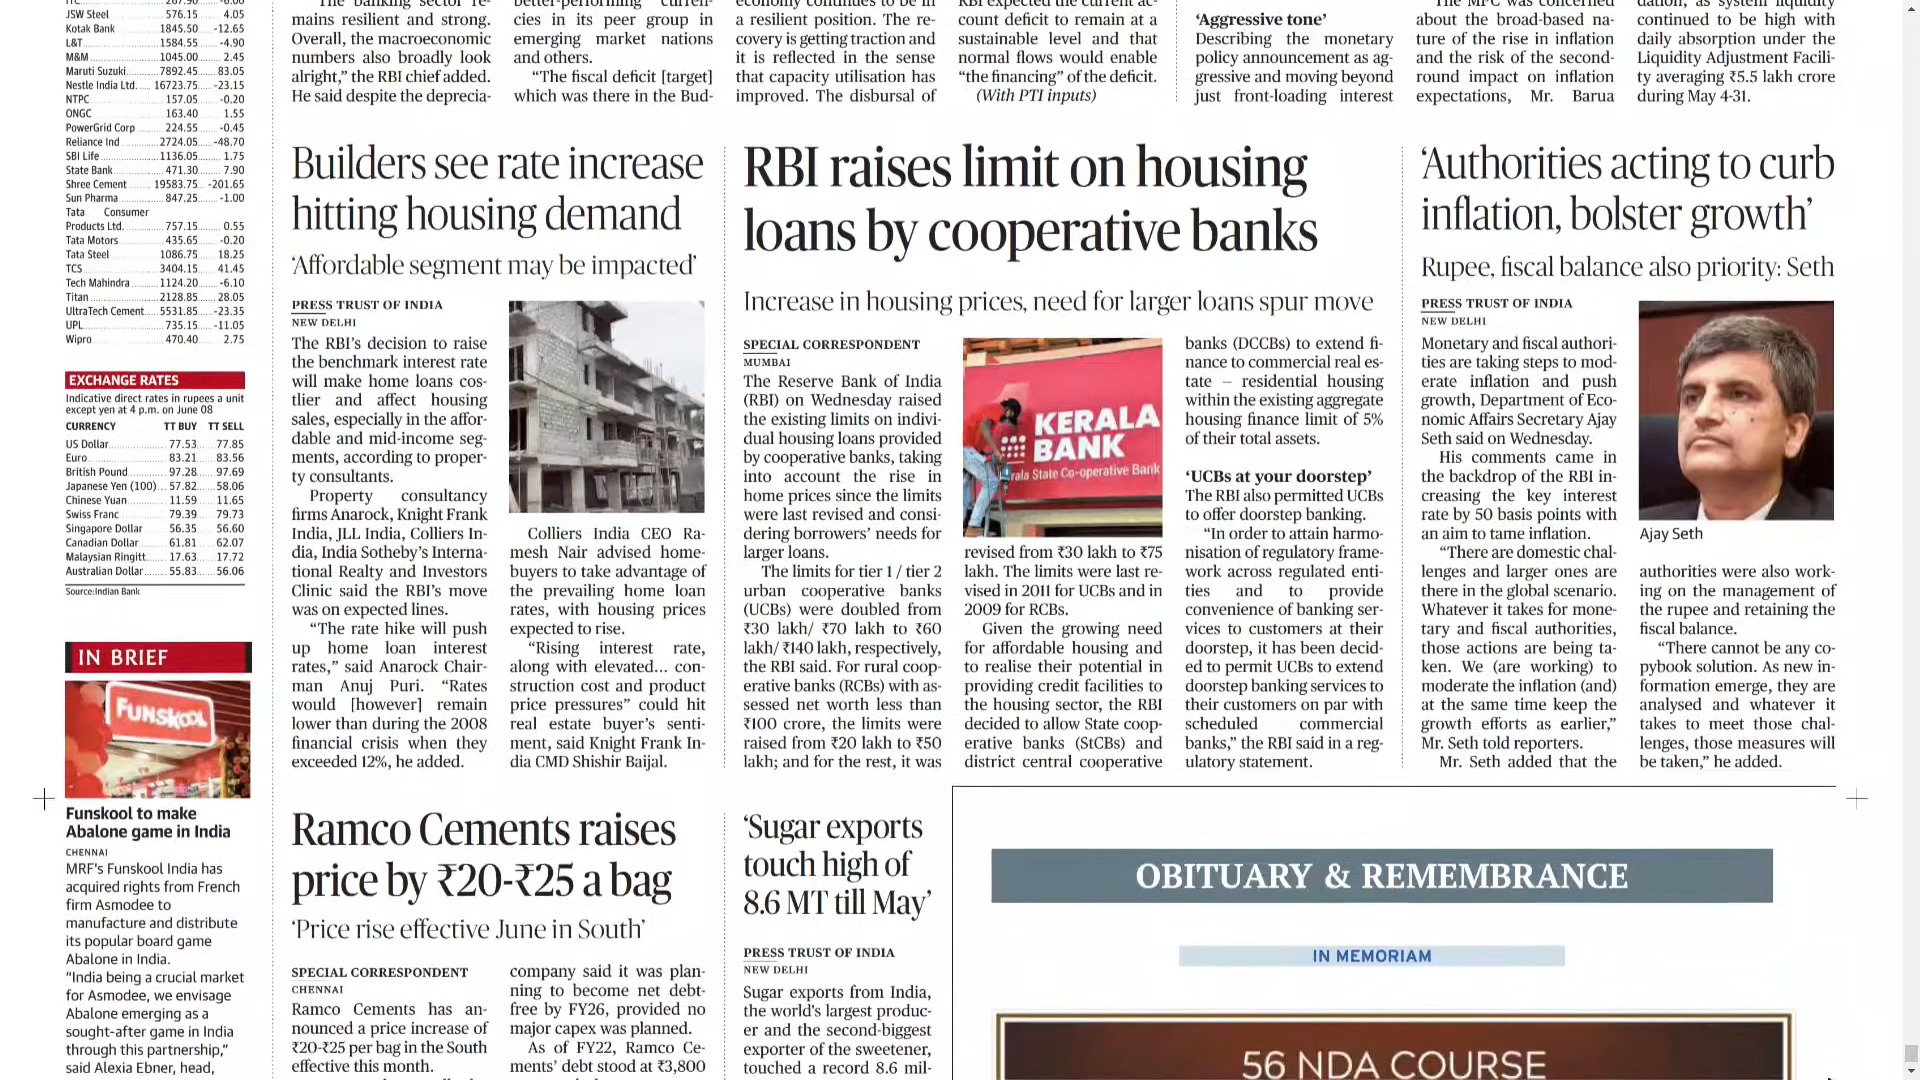 JSW Steel 576.15 4.05
Kotak Bank 1845.50 -12.65
L&T 1584.55 -4.90
M&M 1045.00 2.45
Maruti Suzuki 7892.45 83.05
Nestle India Ltd. 16723.75 -23.15
NTPC 157.05 -0.20
ONGC 163.40 1.55
PowerGrid Corp 224.55 -0.45
Reliance Ind 2724.05 -48.70
SBI Life 1136.05 1.75
State Bank 471.30 7.90
Shree Cement 19583.75 -201.65
Sun Pharma 847.25 -1.00
Tata Consumer
Products Ltd. 757.15 0.55
Tata Motors 435.65 -0.20
Tata Steel 1086.75 18.25
TCS 3404.15 41.45
Tech Mahindra 1124.20 -6.10
Titan 2128.85 28.05
UltraTech Cement 5531.85 -23.35
UPL 735.15 -11.05
Wipro 470.40 2.75
EXCHANGE RATES
Indicative direct rates in rupees a unit
except yen at 4 p.m. on June 08
CURRENCY TT BUY TT SELL
US Dollar 77.53 77.85
Euro 83.21 83.56
British Pound 97.28 97.69
Japanese Yen (100) 57.82 58.06
Chinese Yuan 11.59 11.65
Swiss Franc 79.39 79.73
Singapore Dollar 56.35 56.60
Canadian Dollar 61.81 62.07
Malaysian Ringitt 17.63 17.72
Australian Dollar 55.83 56.06
Source:Indian Bank
IN BRIEF
FUNSKOOL
Funskool to make
Abalone game in India
CHENNAI
MRF's Funskool India has
acquired rights from French
firm Asmodee to
manufacture and distribute
its popular board game
Abalone in India.
"India being a crucial market
for Asmodee, we envisage
Abalone emerging as a
sought-after game in India
through this partnership,"
said Alexia Ebner, head,
mains resilient and strong.
Overall, the macroeconomic
numbers also broadly look
alright," the RBI chief added.
He said despite the deprecia-
cies in its peer group in
emerging market nations
and others.
"The fiscal deficit [target]
which was there in the Bud-
a resilient position. The re-
covery is getting traction and
it is reflected in the sense
that capacity utilisation has
improved. The disbursal of
RBI expected the current ac-
count deficit to remain at a
sustainable level and that
normal flows would enable
"the financing" of the deficit.
(With PTI inputs)
'Aggressive tone'
Describing the monetary
policy announcement as ag-
gressive and moving beyond
just front-loading interest
The MPC was concerned
about the broad-based na-
ture of the rise in inflation
and the risk of the second-
round impact on inflation
expectations, Mr. Barua
dation, as system liquidity
continued to be high with
daily absorption under the
Liquidity Adjustment Facili-
ty averaging ₹5.5 lakh crore
during May 4-31.
Builders see rate increase
hitting housing demand
'Affordable segment may be impacted'
PRESS TRUST OF INDIA
NEW DELHI
The RBI's decision to raise
the benchmark interest rate
will make home loans cos-
tlier and affect housing
sales, especially in the affor-
dable and mid-income seg-
ments, according to proper-
ty consultants.
Property consultancy
firms Anarock, Knight Frank
India, JLL India, Colliers In-
dia, India Sotheby's Interna-
tional Realty and Investors
Clinic said the RBI's move
was on expected lines.
"The rate hike will push
up home loan interest
rates," said Anarock Chair-
man Anuj Puri. "Rates
would [however] remain
lower than during the 2008
financial crisis when they
exceeded 12%, he added.
Colliers India CEO Ra-
mesh Nair advised home-
buyers to take advantage of
the prevailing home loan
rates, with housing prices
expected to rise.
"Rising interest rate,
along with elevated... con-
struction cost and product
price pressures" could hit
real estate buyer's senti-
ment, said Knight Frank In-
dia CMD Shishir Baijal.
RBI raises limit on housing
loans by cooperative banks
Increase in housing prices, need for larger loans spur move
SPECIAL CORRESPONDENT
MUMBAI
The Reserve Bank of India
(RBI) on Wednesday raised
the existing limits on indivi-
dual housing loans provided
by cooperative banks, taking
into account the rise in
home prices since the limits
were last revised and consi-
dering borrowers' needs for
larger loans.
The limits for tier 1 / tier 2
urban cooperative banks
(UCBs) were doubled from
₹30 lakh/ ₹70 lakh to ₹60
lakh/ ₹140 lakh, respectively,
the RBI said. For rural coop-
erative banks (RCBs) with as-
sessed net worth less than
₹100 crore, the limits were
raised from ₹20 lakh to ₹50
lakh; and for the rest, it was
KERALA
BANK
rala State Co-operative Bank
revised from ₹30 lakh to ₹75
lakh. The limits were last re-
vised in 2011 for UCBs and in
2009 for RCBs.
Given the growing need
for affordable housing and
to realise their potential in
providing credit facilities to
the housing sector, the RBI
decided to allow State coop-
erative banks (StCBs) and
district central cooperative
banks (DCCBs) to extend fi-
nance to commercial real es-
tate – residential housing
within the existing aggregate
housing finance limit of 5%
of their total assets.
'UCBs at your doorstep'
The RBI also permitted UCBs
to offer doorstep banking.
"In order to attain harmo-
nisation of regulatory frame-
work across regulated enti-
ties and to provide
convenience of banking ser-
vices to customers at their
doorstep, it has been decid-
ed to permit UCBs to extend
doorstep banking services to
their customers on par with
scheduled commercial
banks," the RBI said in a reg-
ulatory statement.
'Authorities acting to curb
inflation, bolster growth'
Rupee, fiscal balance also priority: Seth
PRESS TRUST OF INDIA
NEW DELHI
Monetary and fiscal authori-
ties are taking steps to mod-
erate inflation and push
growth, Department of Eco-
nomic Affairs Secretary Ajay
Seth said on Wednesday.
His comments came in
the backdrop of the RBI in-
creasing the key interest
rate by 50 basis points with
an aim to tame inflation.
"There are domestic chal-
lenges and larger ones are
there in the global scenario.
Whatever it takes for mone-
tary and fiscal authorities,
those actions are being ta-
ken. We (are working) to
moderate the inflation (and)
at the same time keep the
growth efforts as earlier,"
Mr. Seth told reporters.
Mr. Seth added that the
Ajay Seth
authorities were also work-
ing on the management of
the rupee and retaining the
fiscal balance.
"There cannot be any co-
pybook solution. As new in-
formation emerge, they are
analysed and whatever it
takes to meet those chal-
lenges, those measures will
be taken," he added.
Ramco Cements raises
price by ₹20-₹25 a bag
'Price rise effective June in South'
SPECIAL CORRESPONDENT
CHENNAI
Ramco Cements has an-
nounced a price increase of
₹20-₹25 per bag in the South
effective this month.
company said it was plan-
ning to become net debt-
free by FY26, provided no
major capex was planned.
As of FY22, Ramco Ce-
ments' debt stood at ₹3,800
'Sugar exports
touch high of
8.6 MT till May'
PRESS TRUST OF INDIA
NEW DELHI
Sugar exports from India,
the world's largest produc-
er and the second-biggest
exporter of the sweetener,
touched a record 8.6 mil-
OBITUARY & REMEMBRANCE
IN MEMORIAM
56 NDA COURSE